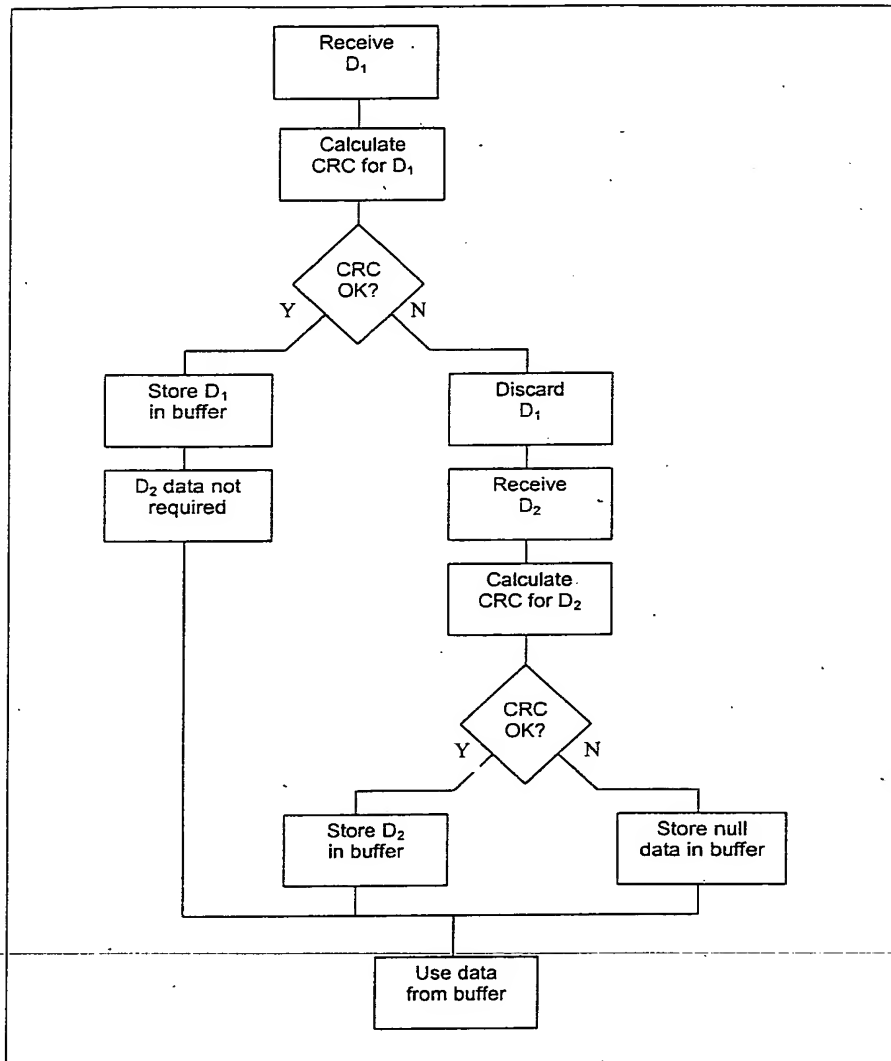 Receive
D₁
Calculate
CRC for D₁
CRC
OK?
Y
N
Store D₁
in buffer
Discard
D₁
D₂ data not
required
Receive
D₂
Calculate
CRC for D₂
CRC
OK?
Y
N
Store D₂
in buffer
Store null
data in buffer
Use data
from buffer